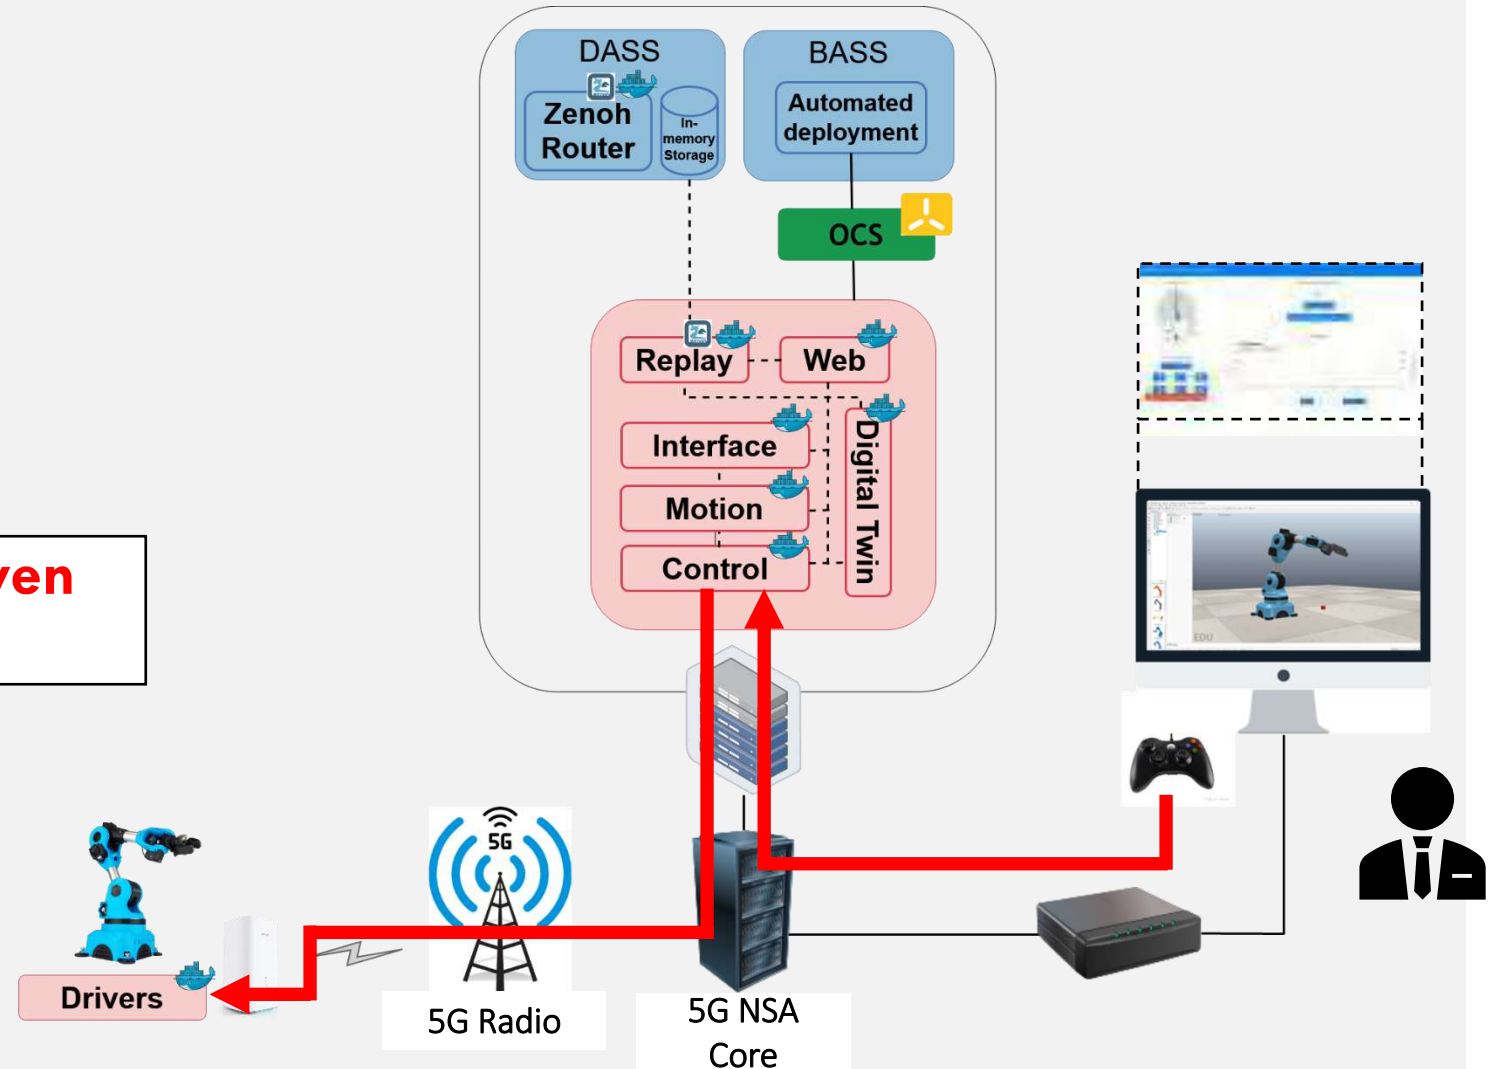 DASS
BASS
Zenoh
Router
In-
memory
Storage
Automated
deployment
OCS
Replay
Web
Interface
Motion
Control
Digital Twin
ven
EDU
5G
Drivers
5G Radio
5G NSA
Core